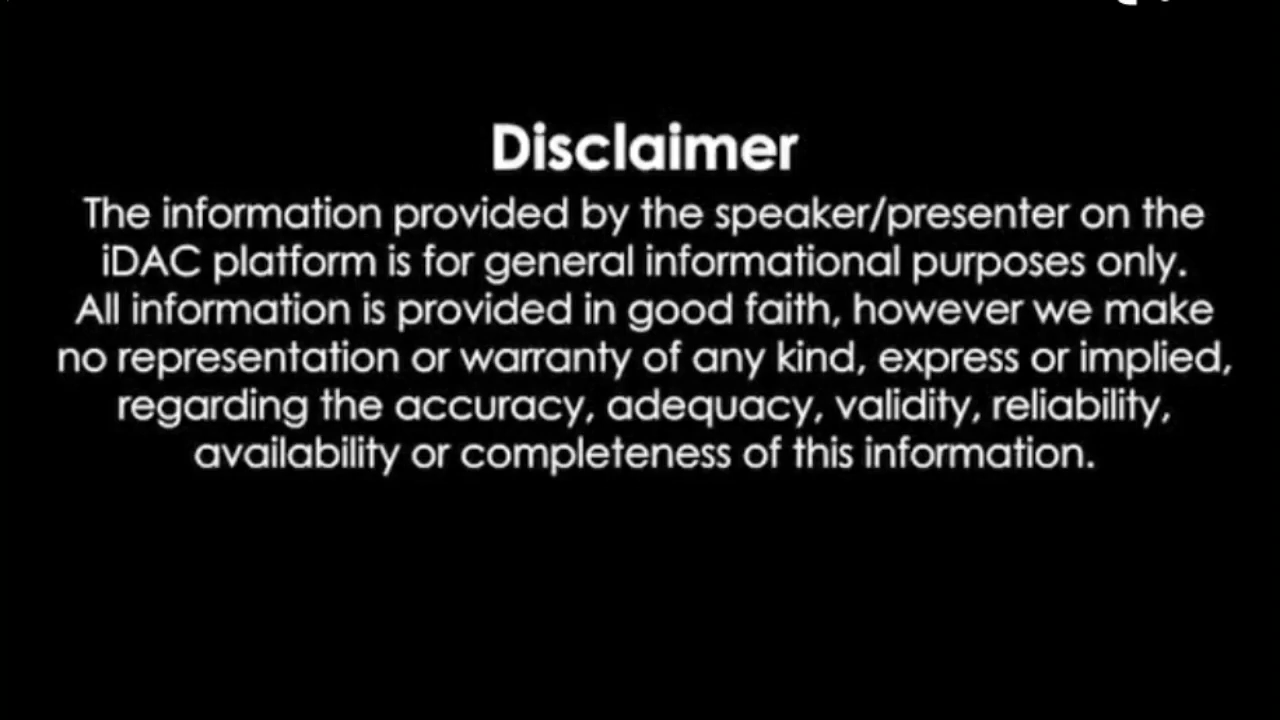 Disclaimer
The information provided by the speaker/presenter on the
iDAC platform is for general informational purposes only.
All information is provided in good faith, however we make
no representation or warranty of any kind, express or implied,
regarding the accuracy, adequacy, validity, reliability,
availability or completeness of this information.